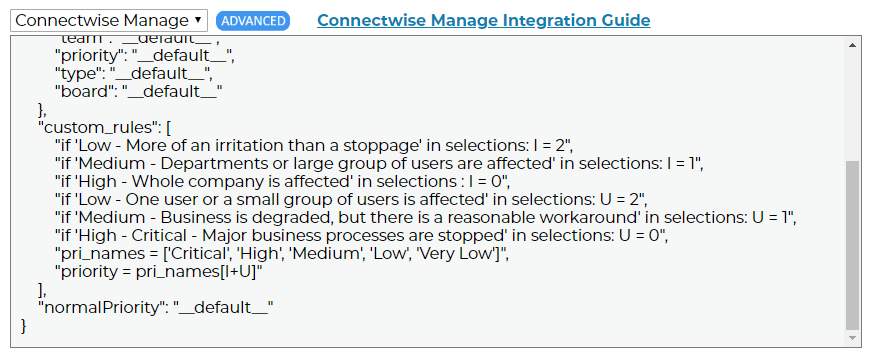 Connectwise Manage ADVANCED Connectwise Manage Integration Guide
"team": "__default__",
"priority": "__default__",
"type": "__default__",
"board": "__default__"
},
"custom_rules": [
"if 'Low - More of an irritation than a stoppage' in selections: I = 2",
"if 'Medium - Departments or large group of users are affected' in selections: I = 1",
"if 'High - Whole company is affected' in selections : I = 0",
"if 'Low - One user or a small group of users is affected' in selections: U = 2",
"if 'Medium - Business is degraded, but there is a reasonable workaround' in selections: U = 1",
"if 'High - Critical - Major business processes are stopped' in selections: U = 0",
"pri_names = ['Critical', 'High', 'Medium', 'Low', 'Very Low']",
"priority = pri_names[I+U]"
],
"normalPriority": "__default__"
}